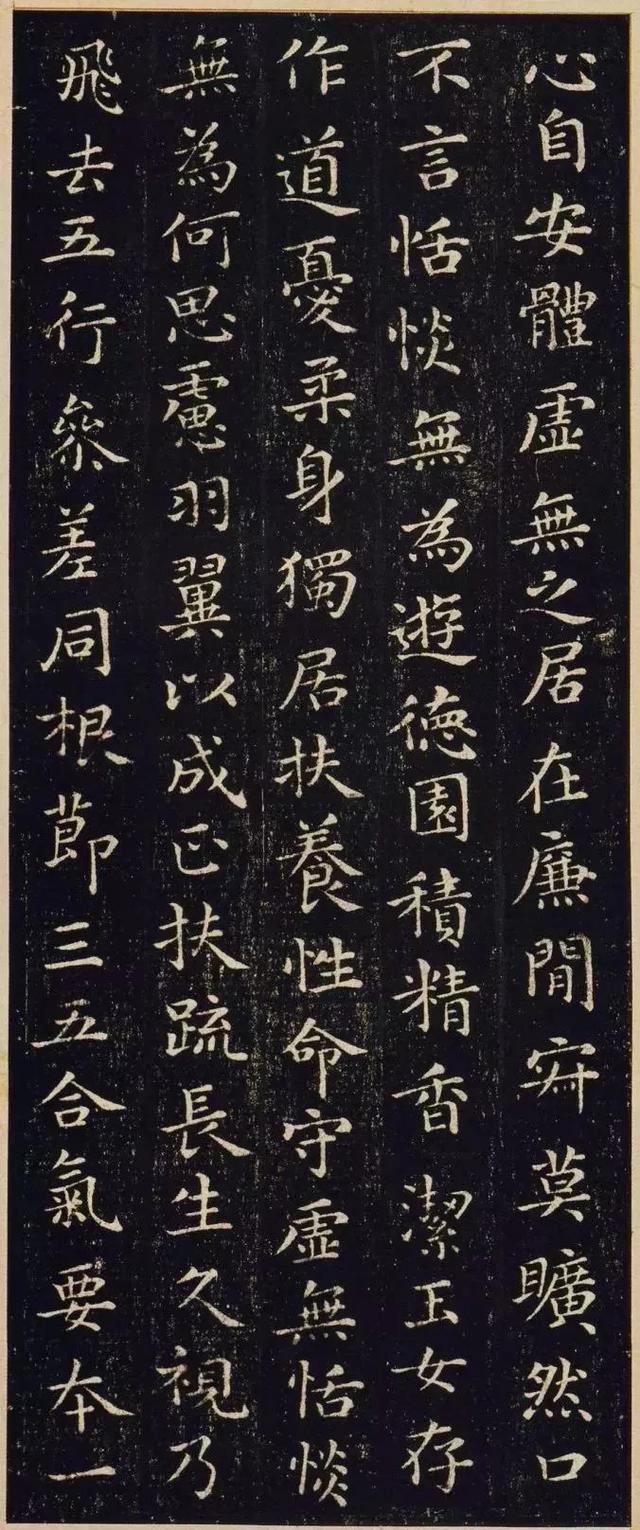 心自安體虛無之居在廉間寂莫曠然口
不言恬惔無為遊德園積精香潔玉女存
作道憂柔身獨居扶養性命守虛無恬惔
無為何思慮羽翼以成正扶疏長生久視乃
飛去五行參差同根節三五合氣要本一